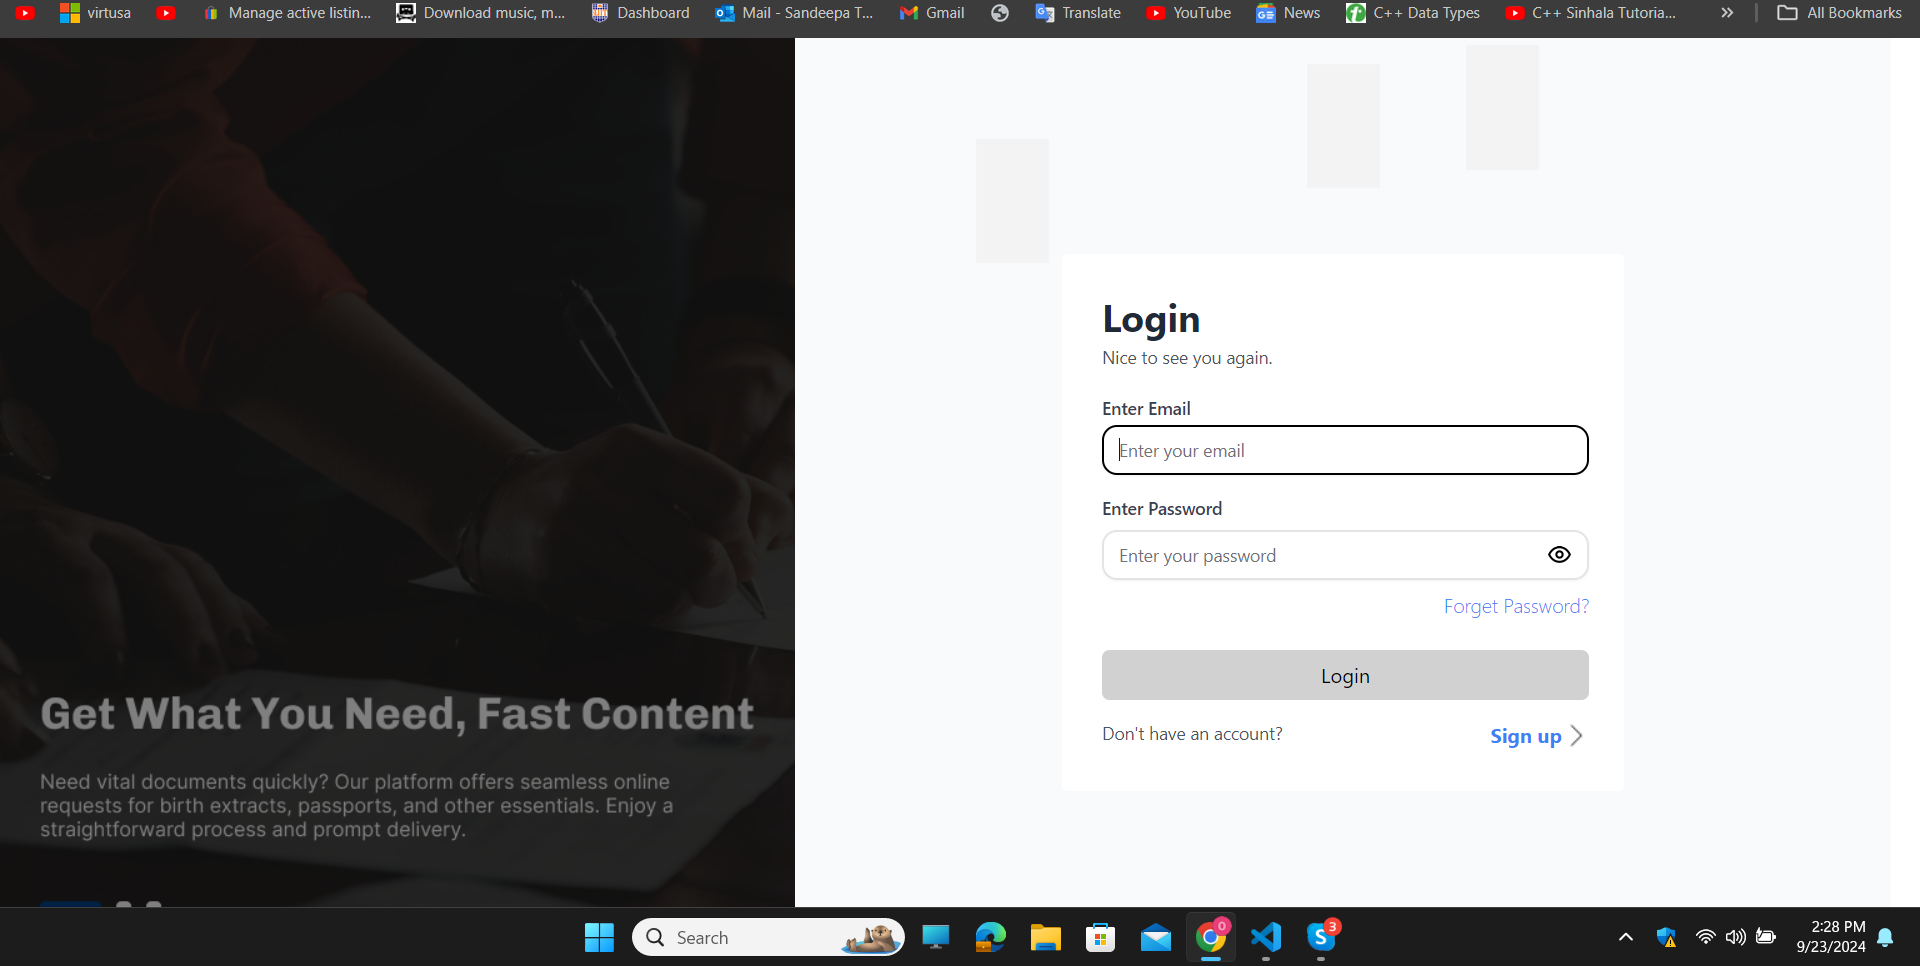 virtusa
Manage active listin...
Download music, m...
Dashboard
Mail - Sandeepa T...
Gmail
Translate
YouTube
News
C++ Data Types
C++ Sinhala Tutoria...
»
All Bookmarks
Get What You Need, Fast Content
Need vital documents quickly? Our platform offers seamless online
requests for birth extracts, passports, and other essentials. Enjoy a
straightforward process and prompt delivery.
Login
Nice to see you again.
Enter Email
Enter your email
Enter Password
Enter your password
Forget Password?
Login
Don't have an account?
Sign up
Search
0
S
3
2:28 PM
9/23/2024